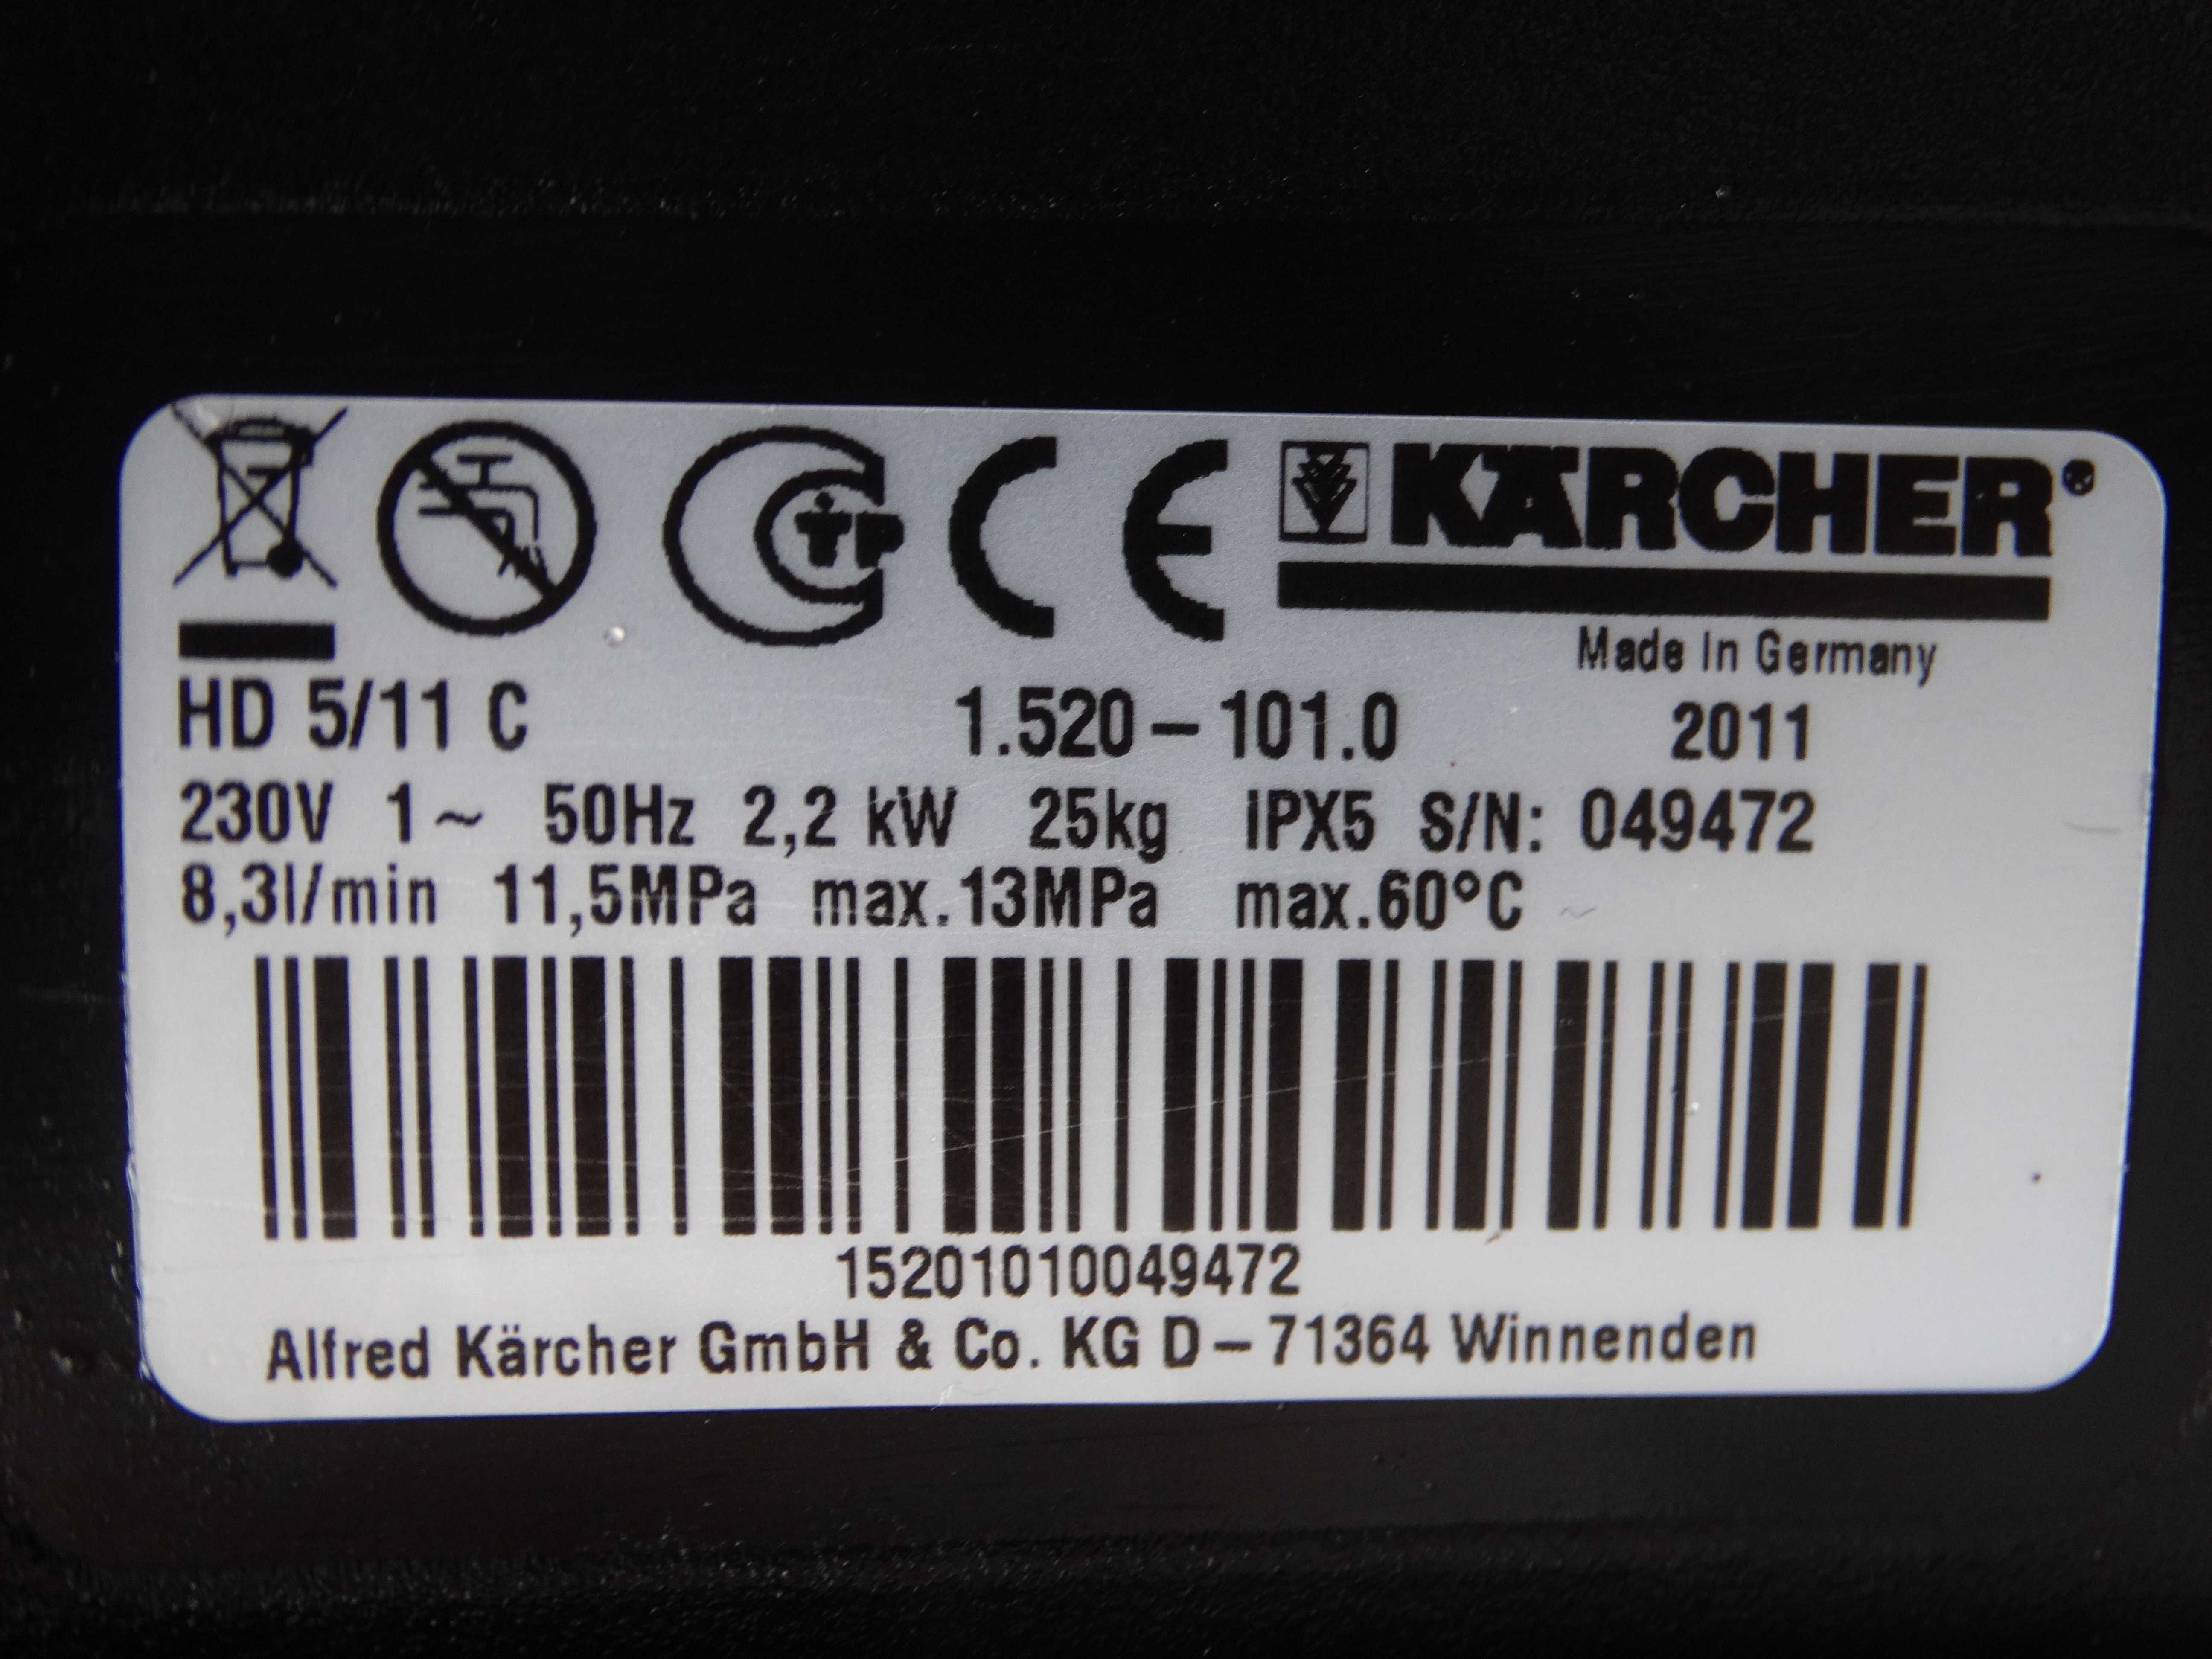 KÄRCHER
Made In Germany
HD 5/11 C 1.520-101.0 2011
230V 1~ 50Hz 2,2 kW 25kg IPX5 S/N: 049472
8,3l/min 11,5MPa max.13MPa max.60°C
15201010049472
Alfred Kärcher GmbH & Co. KG D-71364 Winnenden